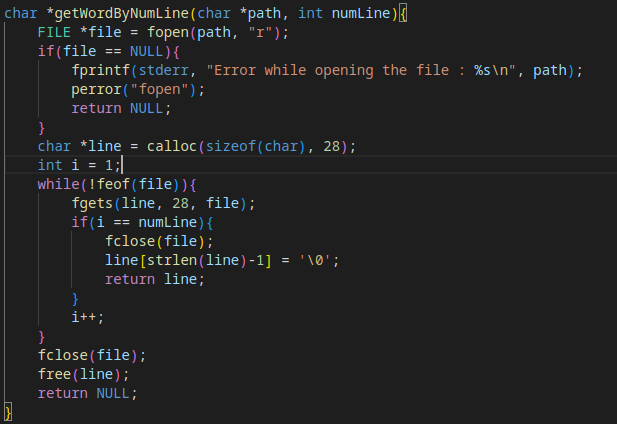 char *getWordByNumLine(char *path, int numLine){
    FILE *file = fopen(path, "r");
    if(file == NULL){
        fprintf(stderr, "Error while opening the file : %s\n", path);
        perror("fopen");
        return NULL;
    }
    char *line = calloc(sizeof(char), 28);
    int i = 1;
    while(!feof(file)){
        fgets(line, 28, file);
        if(i == numLine){
            fclose(file);
            line[strlen(line)-1] = '\0';
            return line;
        }
        i++;
    }
    fclose(file);
    free(line);
    return NULL;
}